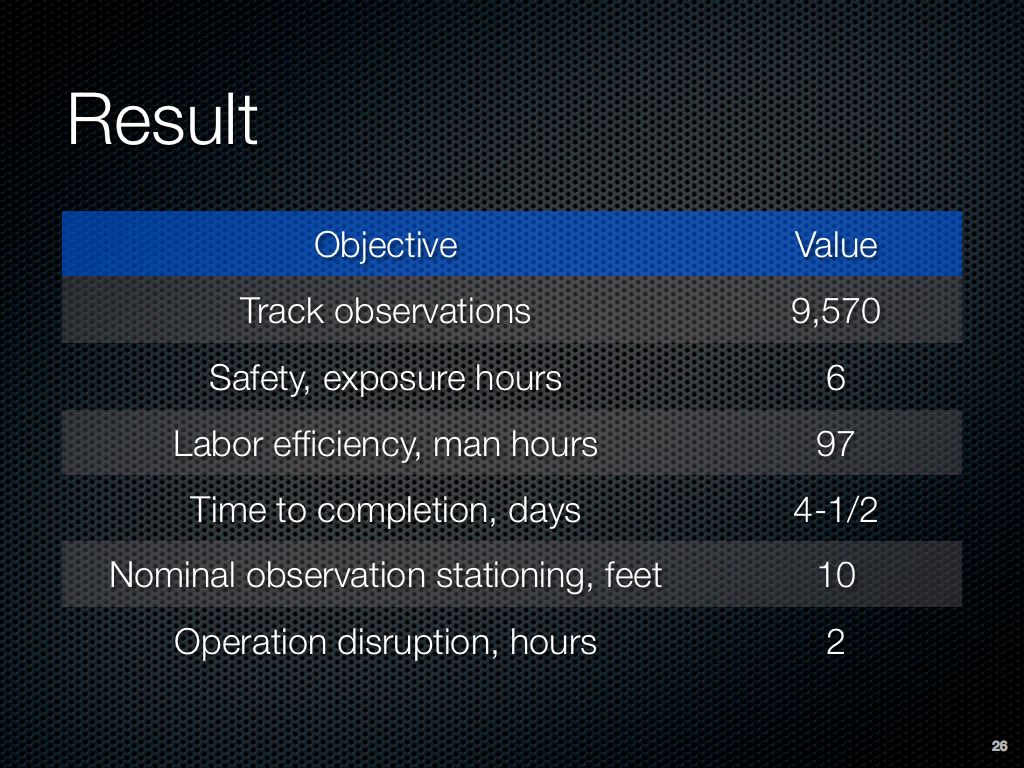 Result
Objective Value
Track observations 9,570
Safety, exposure hours 6
Labor efficiency, man hours 97
Time to completion, days 4-1/2
Nominal observation stationing, feet 10
Operation disruption, hours 2
26